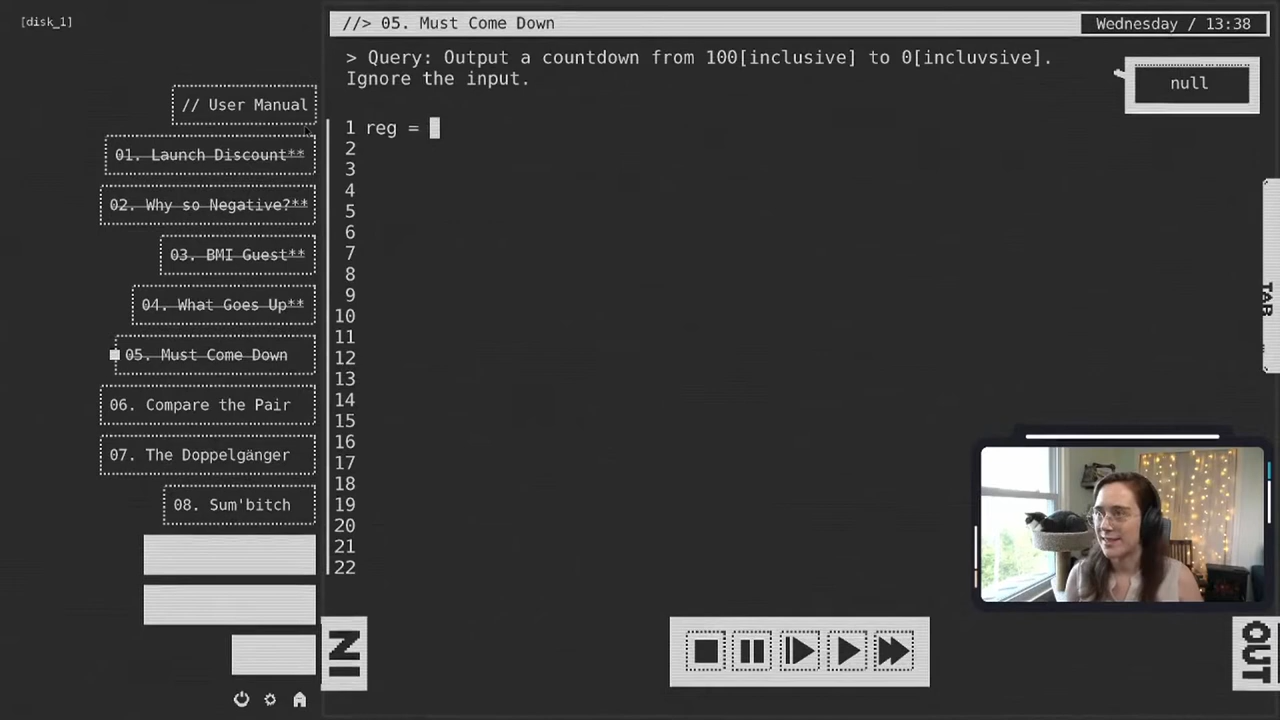 [disk_1]
//> 05. Must Come Down
Wednesday / 13:38
> Query: Output a countdown from 100[inclusive] to 0[incluvsive].
Ignore the input.
null
// User Manual
01. Launch Discount**
02. Why so Negative?**
03. BMI Guest**
04. What Goes Up**
05. Must Come Down
06. Compare the Pair
07. The Doppelgänger
08. Sum'bitch
1 reg =
2
3
4
5
6
7
8
9
10
11
12
13
14
15
16
17
18
19
20
21
22
TAB
IN
OUT